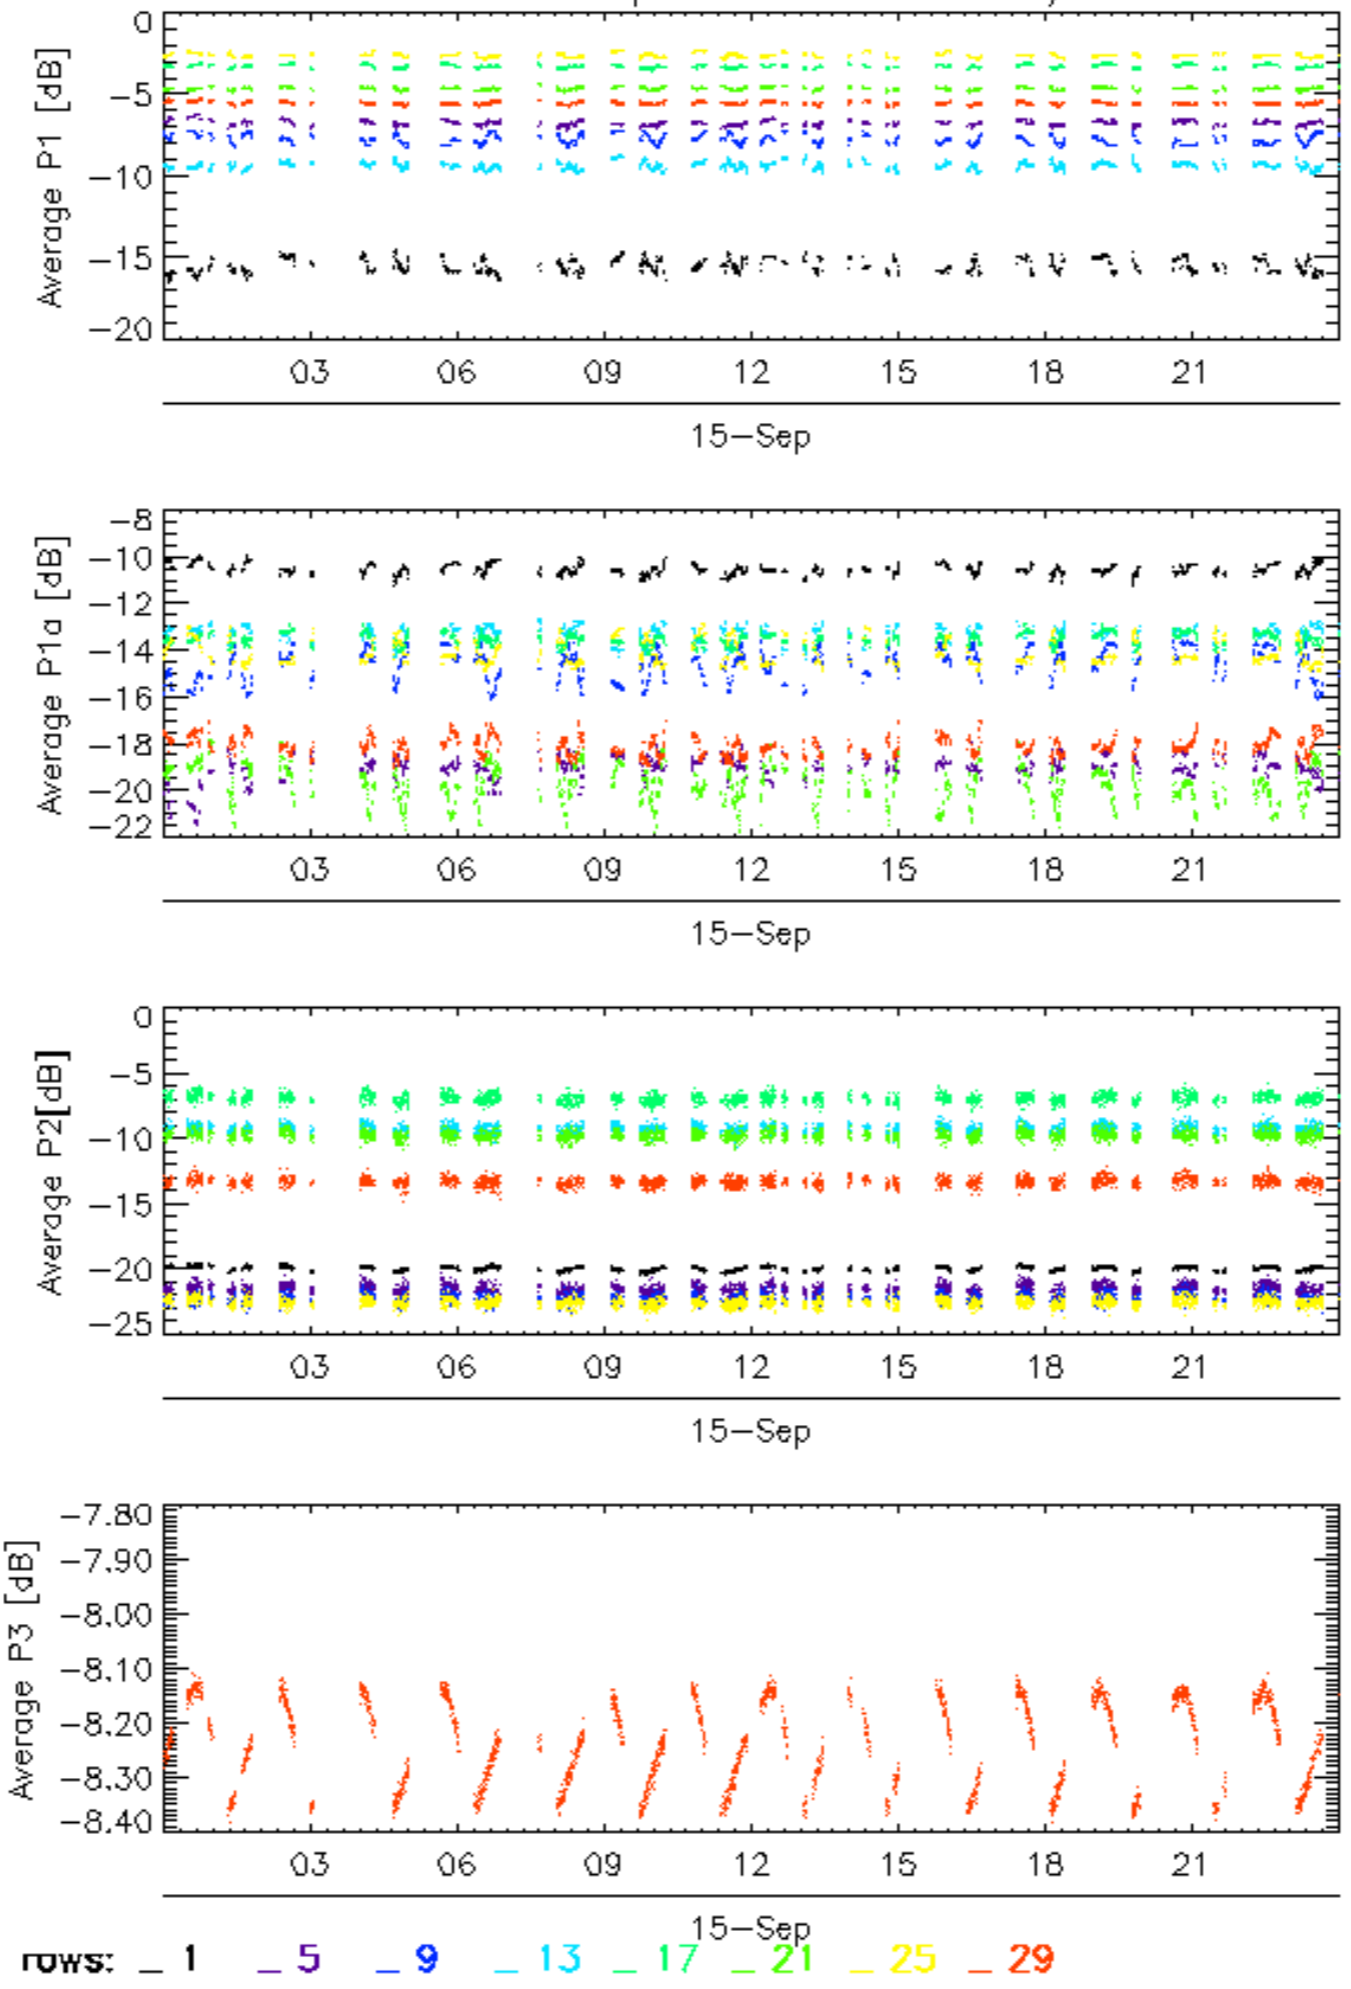 0
−5
−10
−15
−20
Average P1 [dB]
03 06 09 12 15 18 21
15−Sep
−8
−10
−12
−14
−16
−18
−20
−22
Average P1a [dB]
03 06 09 12 15 18 21
15−Sep
0
−5
−10
−15
−20
−25
Average P2[dB]
03 06 09 12 15 18 21
15−Sep
−7.80
−7.90
−8.00
−8.10
−8.20
−8.30
−8.40
Average P3 [dB]
03 06 09 12 15 18 21
15−Sep
rows: _ 1 _ 5 _ 9 _ 13 _ 17 _ 21 _ 25 _ 29